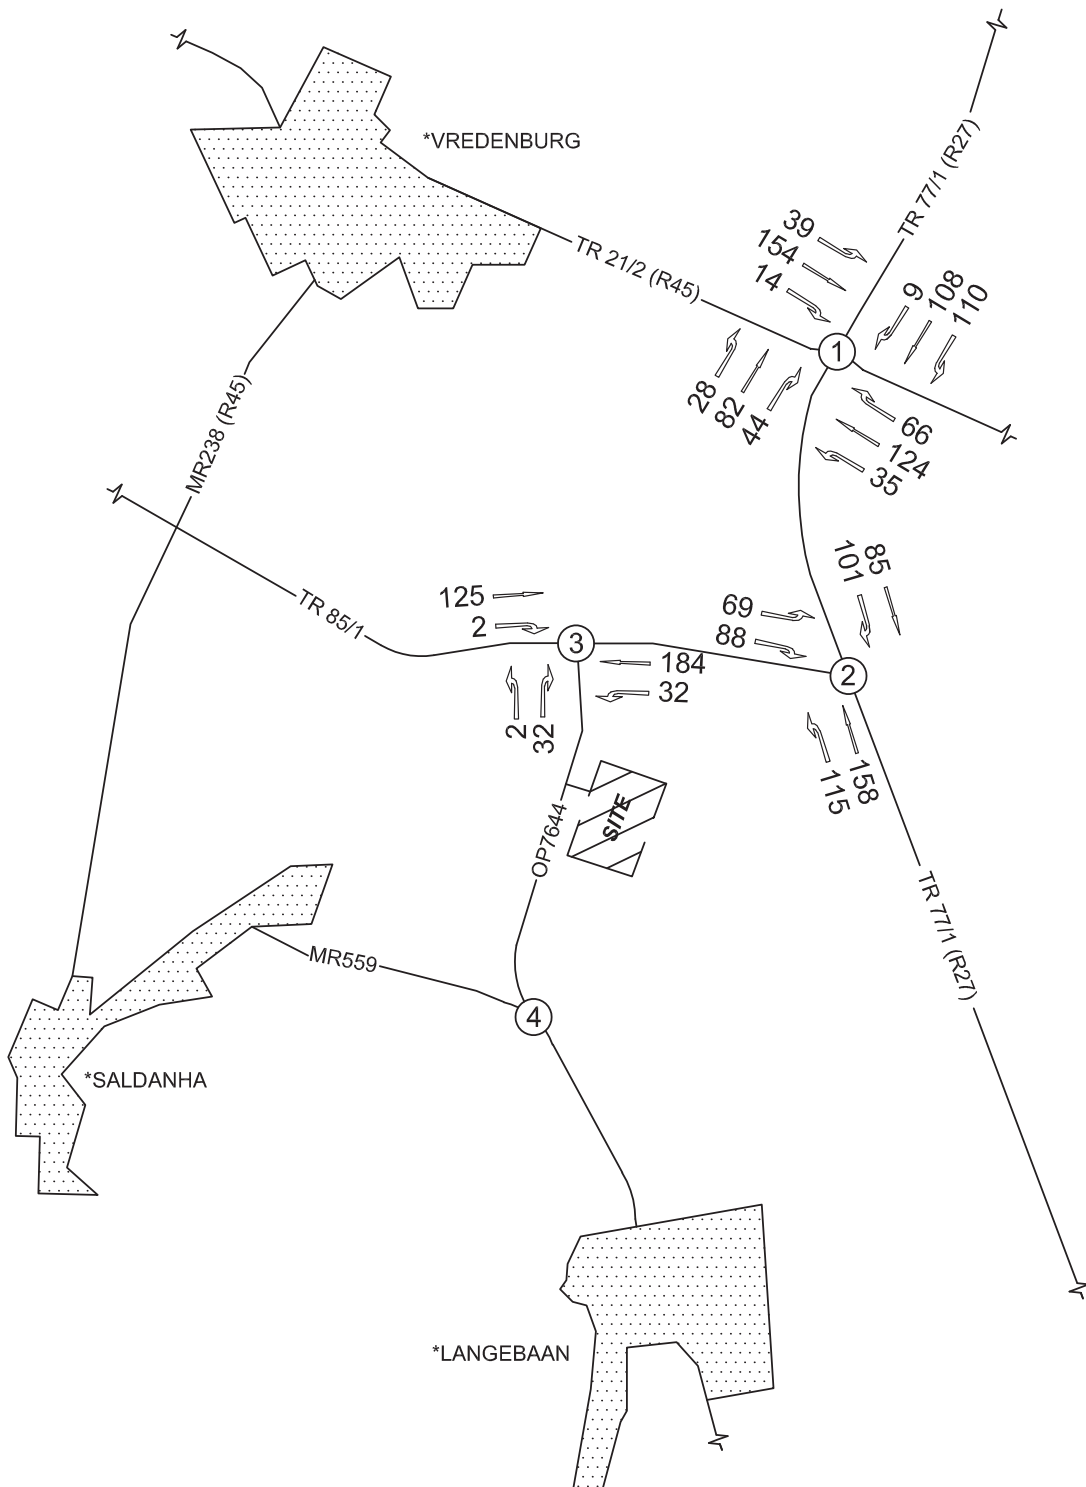 *VREDENBURG
TR 77/1 (R27)
TR 21/2 (R45)
39
154
14
9
108
110
1
28
82
44
66
124
35
MR238 (R45)
TR 85/1
125
2
3
184
32
2
32
69
88
101
85
2
115
158
SITE
OP7644
TR 77/1 (R27)
MR559
4
*SALDANHA
*LANGEBAAN